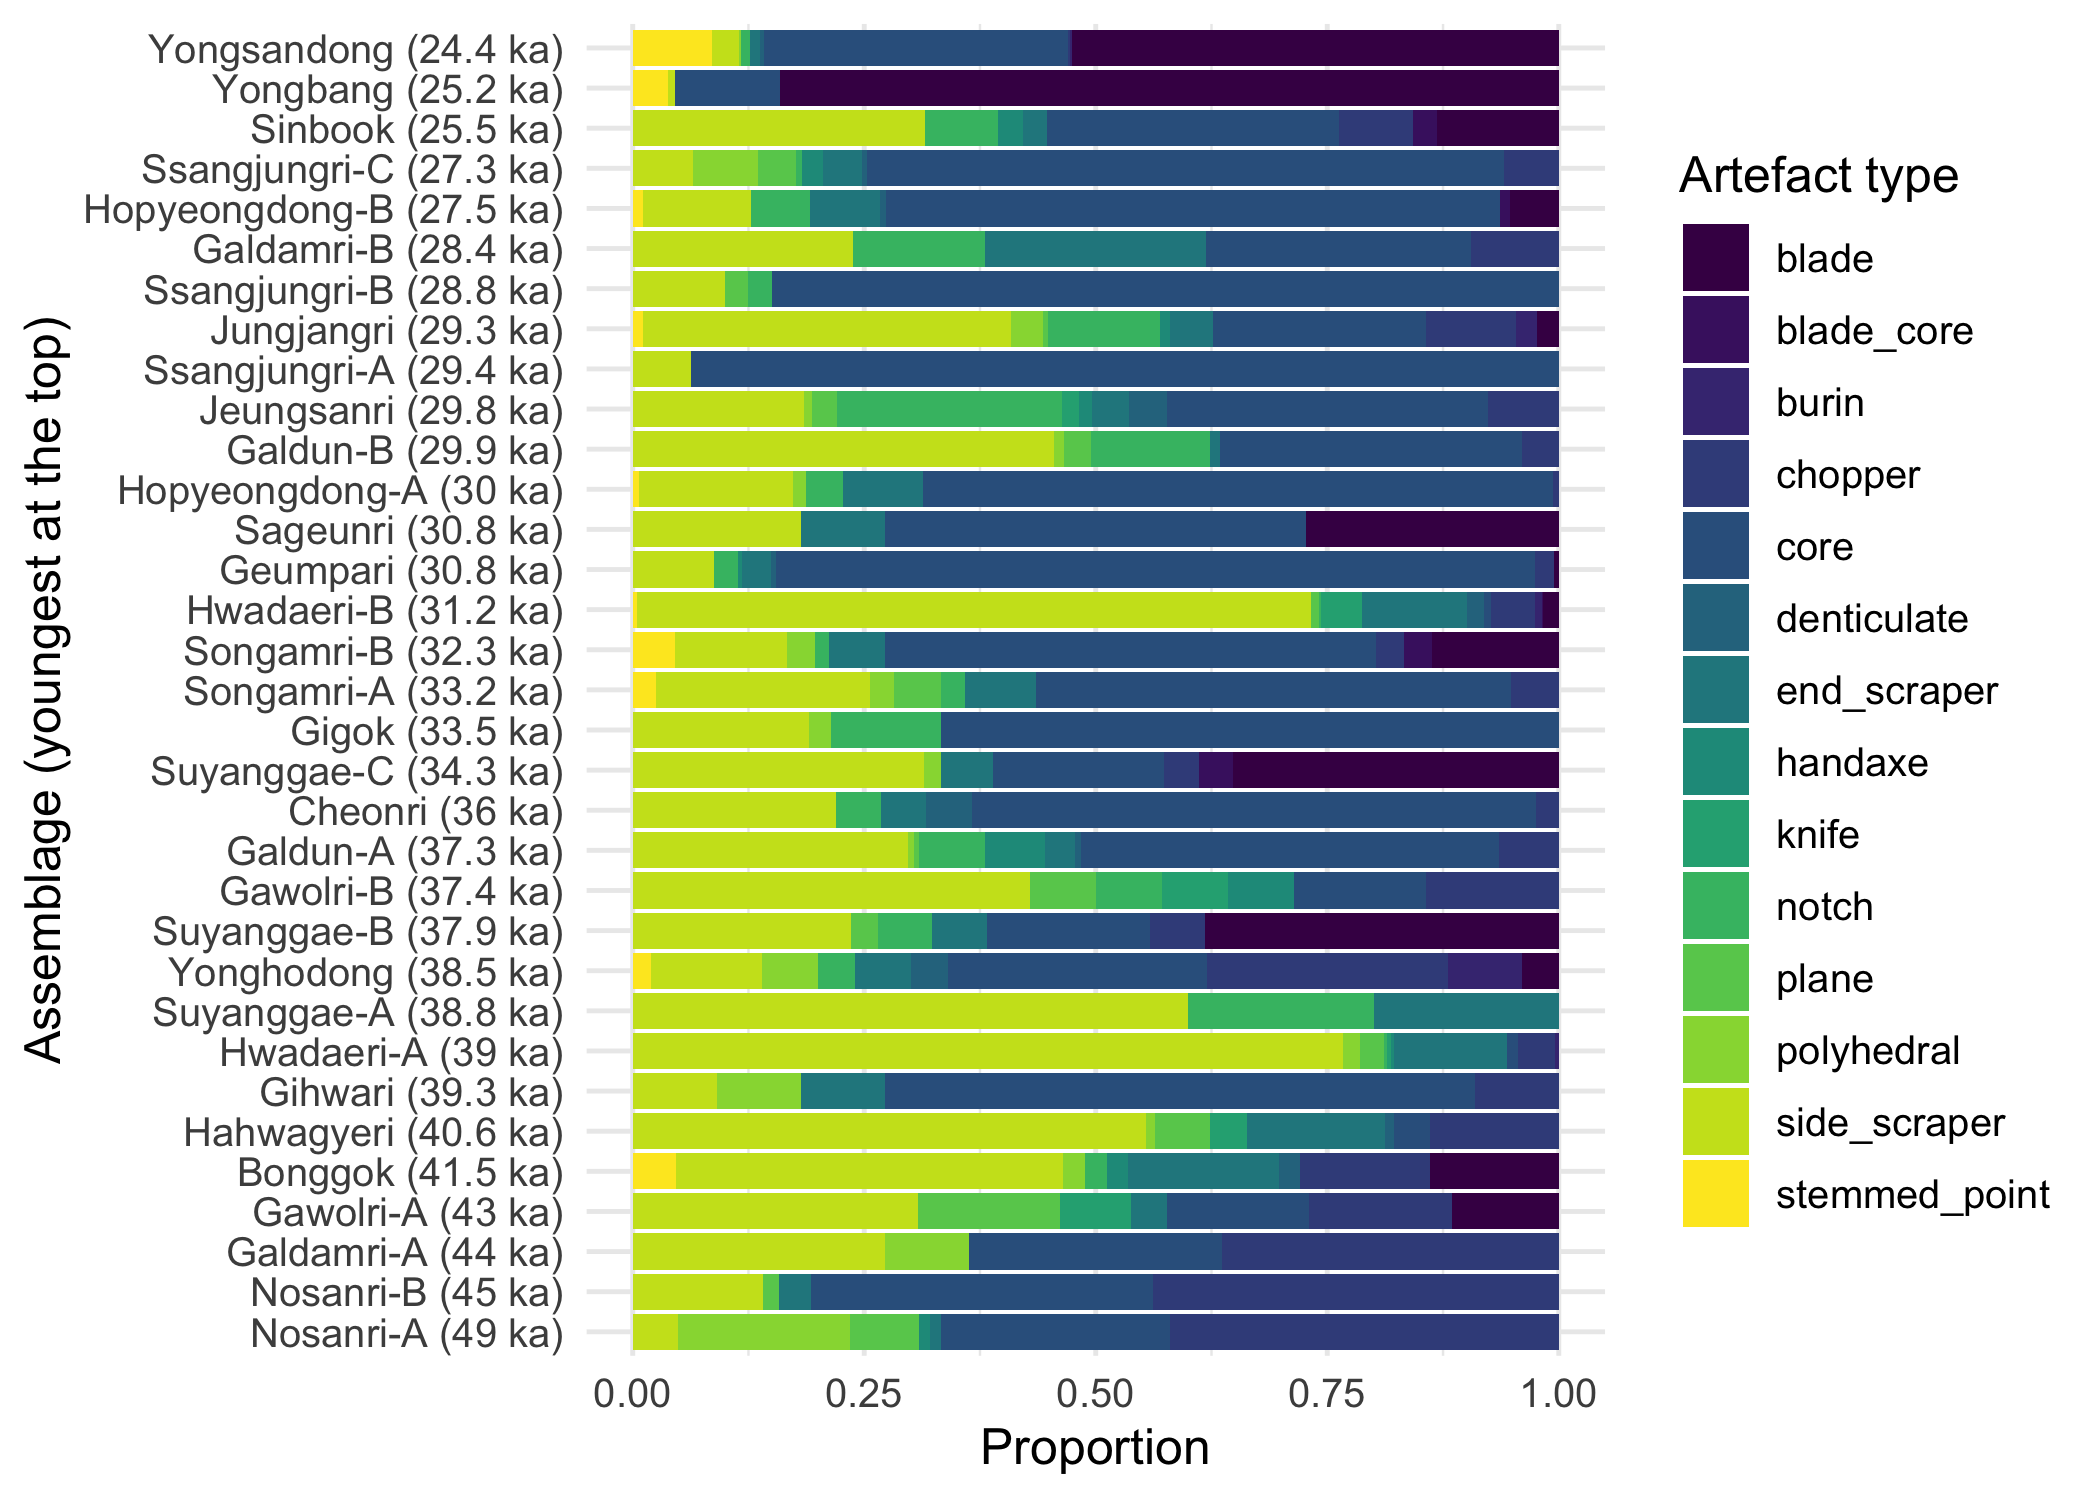 Assemblage (youngest at the top)
Yongsandong (24.4 ka)
Yongbang (25.2 ka)
Sinbook (25.5 ka)
Ssangjungri-C (27.3 ka)
Hopyeongdong-B (27.5 ka)
Galdamri-B (28.4 ka)
Ssangjungri-B (28.8 ka)
Jungjangri (29.3 ka)
Ssangjungri-A (29.4 ka)
Jeungsanri (29.8 ka)
Galdun-B (29.9 ka)
Hopyeongdong-A (30 ka)
Sageunri (30.8 ka)
Geumpari (30.8 ka)
Hwadaeri-B (31.2 ka)
Songamri-B (32.3 ka)
Songamri-A (33.2 ka)
Gigok (33.5 ka)
Suyanggae-C (34.3 ka)
Cheonri (36 ka)
Galdun-A (37.3 ka)
Gawolri-B (37.4 ka)
Suyanggae-B (37.9 ka)
Yonghodong (38.5 ka)
Suyanggae-A (38.8 ka)
Hwadaeri-A (39 ka)
Gihwari (39.3 ka)
Hahwagyeri (40.6 ka)
Bonggok (41.5 ka)
Gawolri-A (43 ka)
Galdamri-A (44 ka)
Nosanri-B (45 ka)
Nosanri-A (49 ka)
0.00 0.25 0.50 0.75 1.00
Proportion
Artefact type
blade
blade_core
burin
chopper
core
denticulate
end_scraper
handaxe
knife
notch
plane
polyhedral
side_scraper
stemmed_point